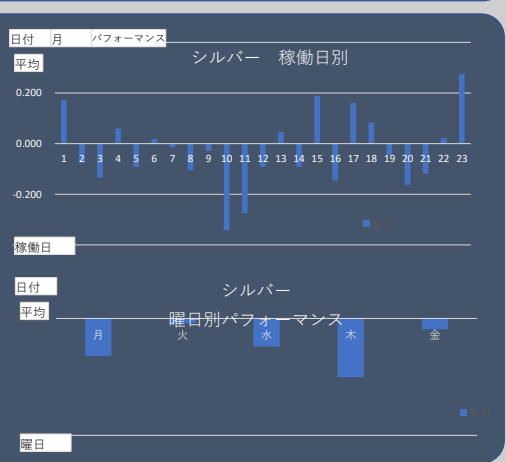 日付 月 パフォーマンス
シルバー 稼働日別
平均
0.200
0.000
1 2 3 4 5 6 7 8 9 10 11 12 13 14 15 16 17 18 19 20 21 22 23
-0.200
稼働日
日付
シルバー
平均
曜日別パフォーマンス
月 火 水 木 金
曜日